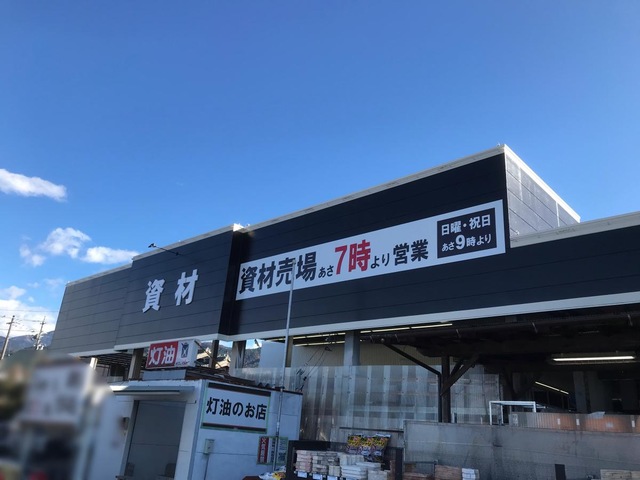 資材
資材売場あさ7時より営業
日曜・祝日
あさ9時より
灯油
灯油のお店